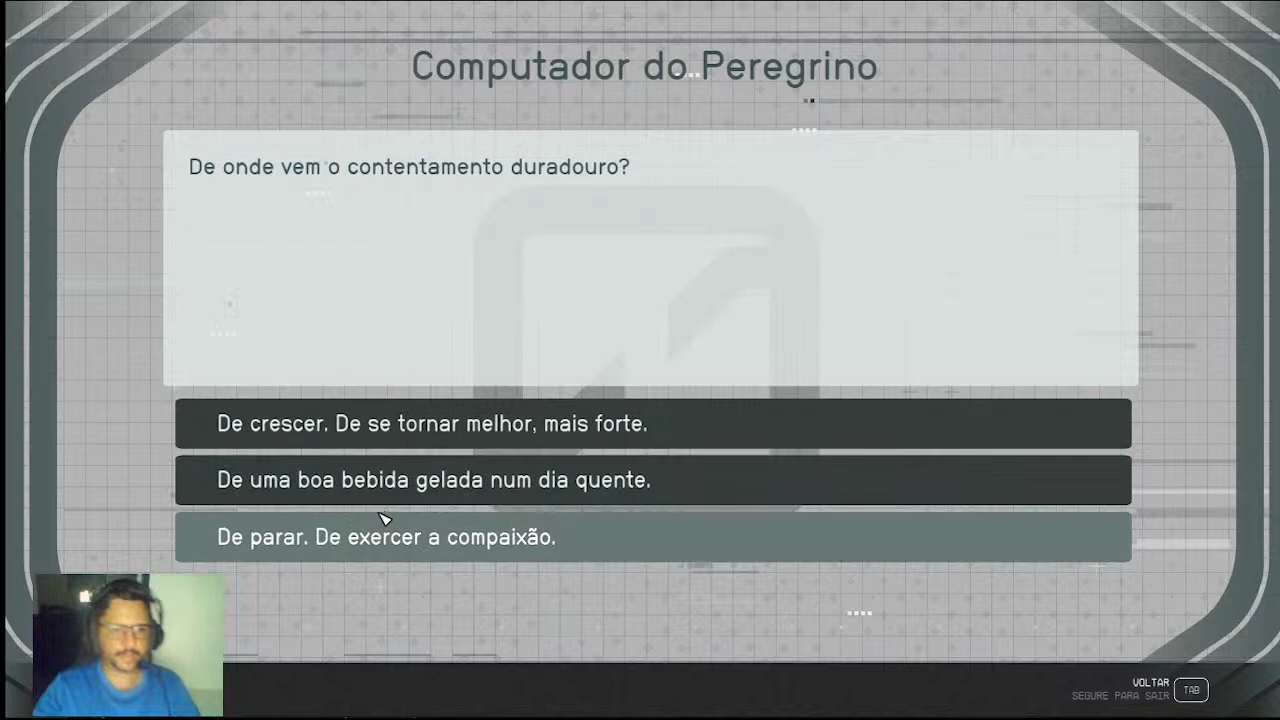 Computador do Peregrino
De onde vem o contentamento duradouro?
De crescer. De se tornar melhor, mais forte.
De uma boa bebida gelada num dia quente.
De parar. De exercer a compaixão.
VOLTAR
SEGURE PARA SAIR
TAB